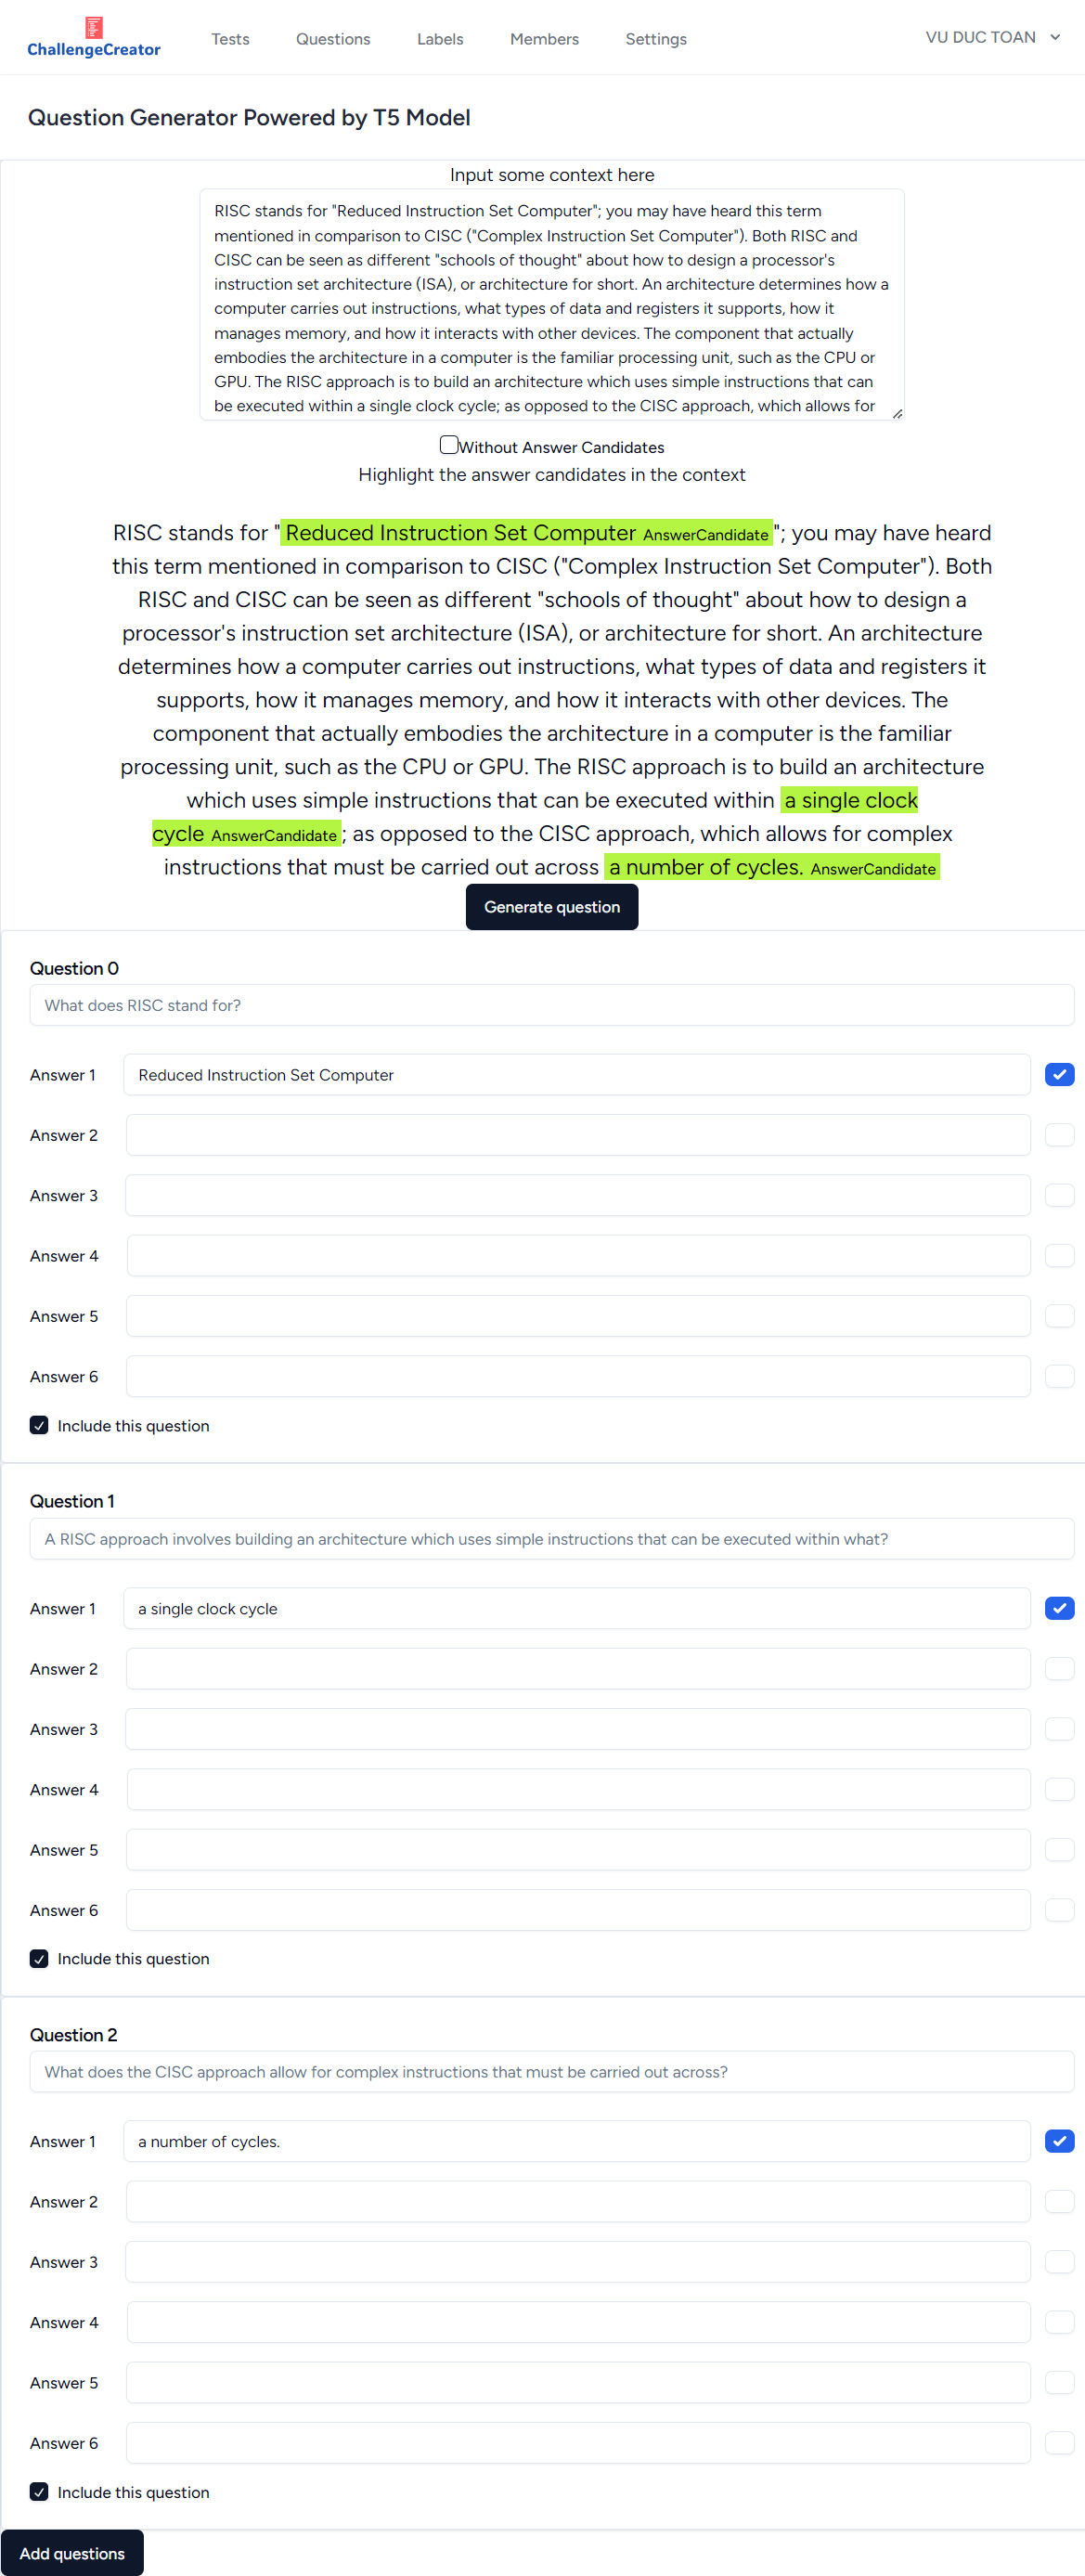 ChallengeCreator
Tests Questions Labels Members Settings
VU DUC TOAN
Question Generator Powered by T5 Model
Input some context here
RISC stands for "Reduced Instruction Set Computer"; you may have heard this term
mentioned in comparison to CISC ("Complex Instruction Set Computer"). Both RISC and
CISC can be seen as different "schools of thought" about how to design a processor's
instruction set architecture (ISA), or architecture for short. An architecture determines how a
computer carries out instructions, what types of data and registers it supports, how it
manages memory, and how it interacts with other devices. The component that actually
embodies the architecture in a computer is the familiar processing unit, such as the CPU or
GPU. The RISC approach is to build an architecture which uses simple instructions that can
be executed within a single clock cycle; as opposed to the CISC approach, which allows for
Without Answer Candidates
Highlight the answer candidates in the context
RISC stands for "Reduced Instruction Set Computer AnswerCandidate"; you may have heard
this term mentioned in comparison to CISC ("Complex Instruction Set Computer"). Both
RISC and CISC can be seen as different "schools of thought" about how to design a
processor's instruction set architecture (ISA), or architecture for short. An architecture
determines how a computer carries out instructions, what types of data and registers it
supports, how it manages memory, and how it interacts with other devices. The
component that actually embodies the architecture in a computer is the familiar
processing unit, such as the CPU or GPU. The RISC approach is to build an architecture
which uses simple instructions that can be executed within a single clock
cycle AnswerCandidate; as opposed to the CISC approach, which allows for complex
instructions that must be carried out across a number of cycles. AnswerCandidate
Generate question
Question 0
What does RISC stand for?
Answer 1 Reduced Instruction Set Computer
Answer 2
Answer 3
Answer 4
Answer 5
Answer 6
Include this question
Question 1
A RISC approach involves building an architecture which uses simple instructions that can be executed within what?
Answer 1 a single clock cycle
Answer 2
Answer 3
Answer 4
Answer 5
Answer 6
Include this question
Question 2
What does the CISC approach allow for complex instructions that must be carried out across?
Answer 1 a number of cycles.
Answer 2
Answer 3
Answer 4
Answer 5
Answer 6
Include this question
Add questions